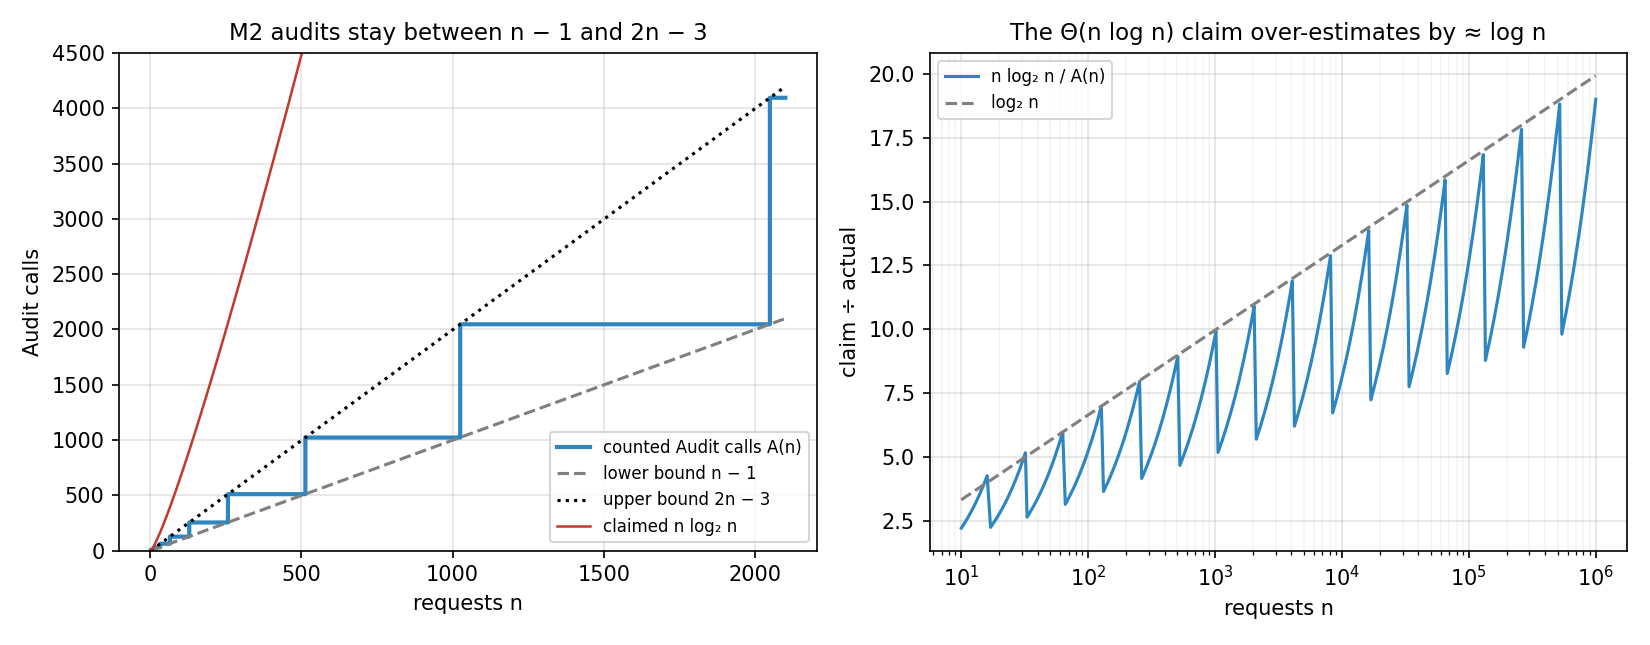 M2 audits stay between n − 1 and 2n − 3
4500
4000
3500
3000
2500
2000
1500
1000
500
0
Audit calls
0
500
1000
1500
2000
requests n
counted Audit calls A(n)
lower bound n − 1
upper bound 2n − 3
claimed n log₂ n
The Θ(n log n) claim over-estimates by ≈ log n
20.0
17.5
15.0
12.5
10.0
7.5
5.0
2.5
claim ÷ actual
10¹
10²
10³
10⁴
10⁵
10⁶
requests n
n log₂ n / A(n)
log₂ n